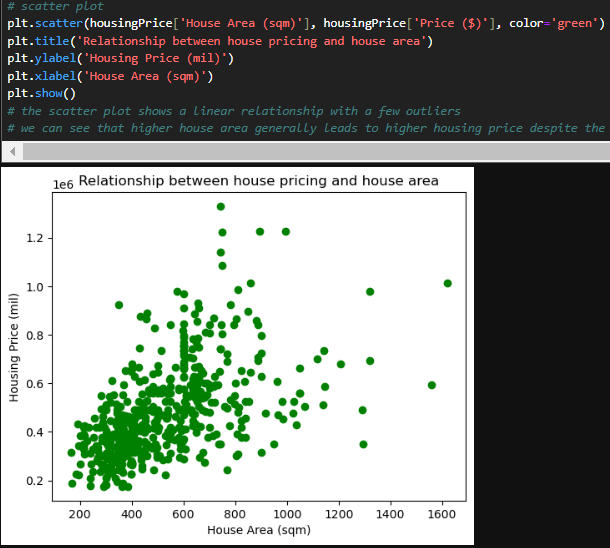 # scatter plot
plt.scatter(housingPrice['House Area (sqm)'], housingPrice['Price ($)'], color='green')
plt.title('Relationship between house pricing and house area')
plt.ylabel('Housing Price (mil)')
plt.xlabel('House Area (sqm)')
plt.show()
# the scatter plot shows a linear relationship with a few outliers
# we can see that higher house area generally leads to higher housing price despite the
1e6 Relationship between house pricing and house area
1.2
1.0
0.8
0.6
0.4
0.2
Housing Price (mil)
200 400 600 800 1000 1200 1400 1600
House Area (sqm)